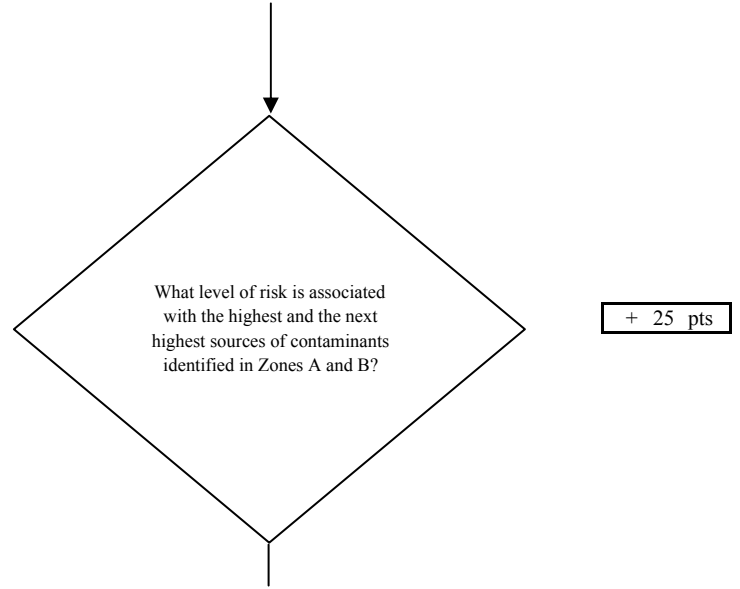 What level of risk is associated
with the highest and the next
highest sources of contaminants
identified in Zones A and B?
+ 25 pts